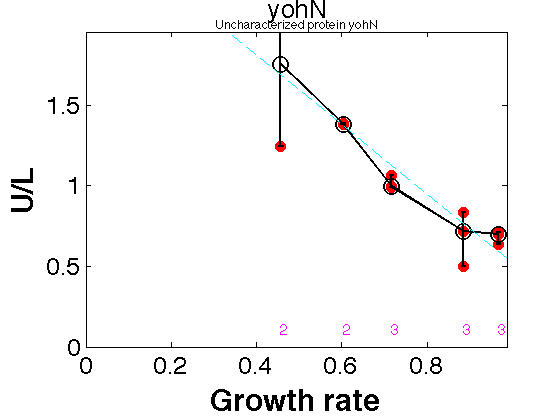 yohN
Uncharacterized protein yohN
U/L
1.5
1
0.5
0
2 2 3 3 3
0 0.2 0.4 0.6 0.8
Growth rate